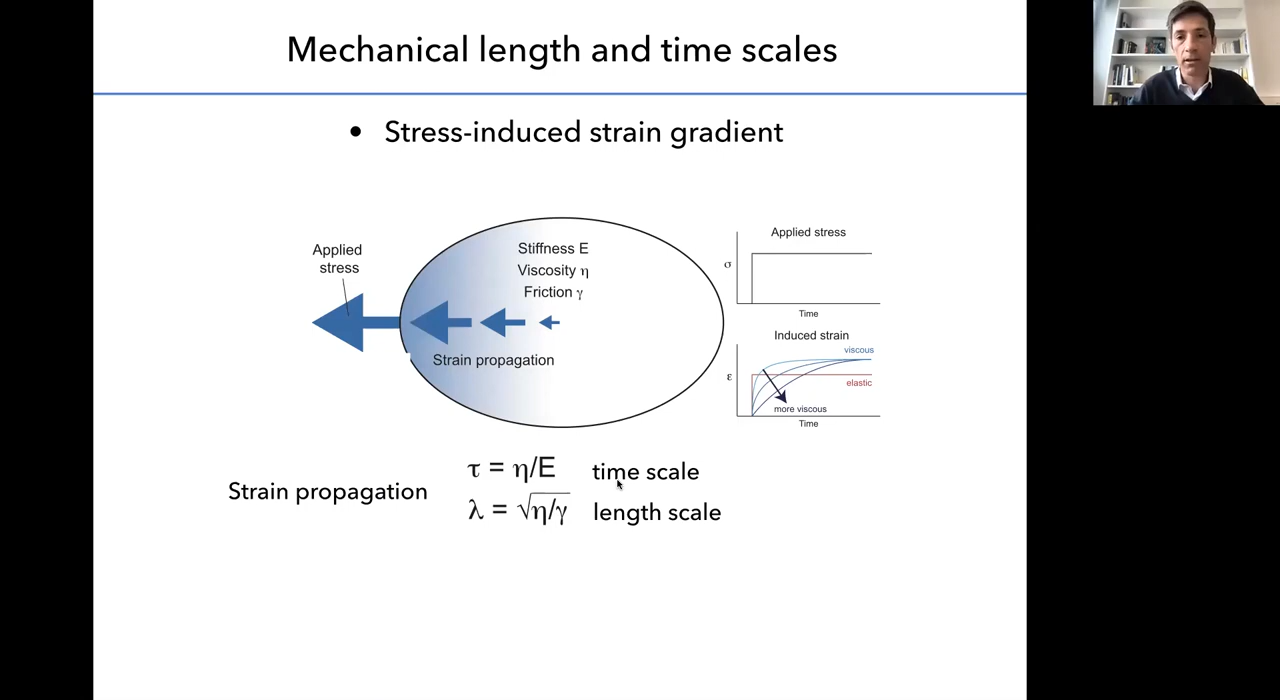 Mechanical length and time scales
• Stress-induced strain gradient
Applied
stress
Stiffness E
Viscosity η
Friction γ
Strain propagation
Applied stress
σ
Time
Induced strain
viscous
ε
elastic
more viscous
Time
Strain propagation
τ = η/E time scale
λ = √η/γ length scale